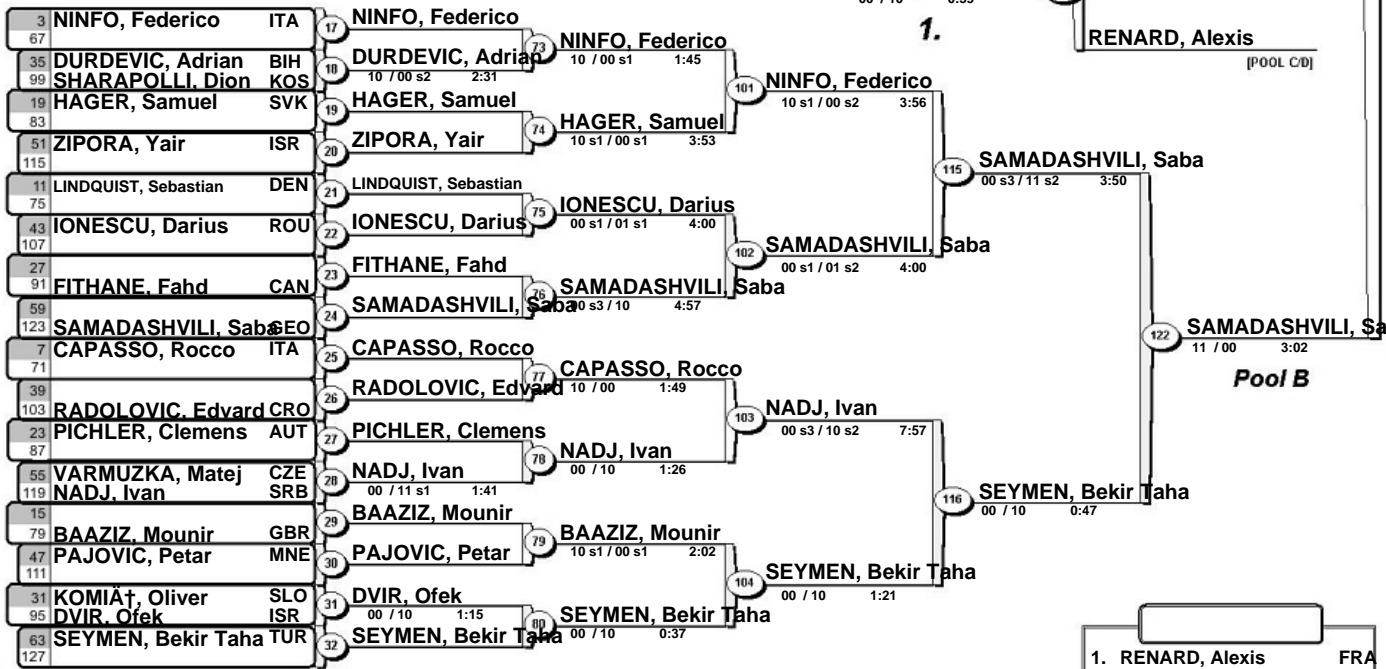 3 NINFO, Federico ITA
67
35 DURDEVIC, Adrian BIH
99 SHARAPOLLI, Dion KOS
19 HAGER, Samuel SVK
83
51 ZIPORA, Yair ISR
115
11 LINDQUIST, Sebastian DEN
75
43 IONESCU, Darius ROU
107
27
91 FITHANE, Fahd CAN
59
123 SAMADASHVILI, Saba GEO
7 CAPASSO, Rocco ITA
71
39
103 RADOLOVIC, Edvard CRO
23 PICHLER, Clemens AUT
87
55 VARMUZKA, Matej CZE
119 NADJ, Ivan SRB
15
79 BAAZIZ, Mounir GBR
47 PAJOVIC, Petar MNE
111
31 KOMIÄ†, Oliver SLO
95 DVIR, Ofek ISR
63 SEYMEN, Bekir Taha TUR
127
17 NINFO, Federico
18 DURDEVIC, Adrian
10 / 00 s2 2:31
19 HAGER, Samuel
20 ZIPORA, Yair
21 LINDQUIST, Sebastian
22 IONESCU, Darius
23 FITHANE, Fahd
24 SAMADASHVILI, Saba
25 CAPASSO, Rocco
26 RADOLOVIC, Edvard
27 PICHLER, Clemens
28 NADJ, Ivan
00 / 11 s1 1:41
29 BAAZIZ, Mounir
30 PAJOVIC, Petar
31 DVIR, Ofek
00 / 10 1:15
32 SEYMEN, Bekir Taha
73 NINFO, Federico
10 / 00 s1 1:45
74 HAGER, Samuel
10 s1 / 00 s1 3:53
75 IONESCU, Darius
00 s1 / 01 s1 4:00
76 SAMADASHVILI, Saba
00 s3 / 10 4:57
77 CAPASSO, Rocco
10 / 00 1:49
78 NADJ, Ivan
00 / 10 1:26
79 BAAZIZ, Mounir
10 s1 / 00 s1 2:02
80 SEYMEN, Bekir Taha
00 / 10 0:37
101 NINFO, Federico
10 s1 / 00 s2 3:56
102 SAMADASHVILI, Saba
00 s1 / 01 s2 4:00
103 NADJ, Ivan
00 s3 / 10 s2 7:57
104 SEYMEN, Bekir Taha
00 / 10 1:21
1.
115 SAMADASHVILI, Saba
00 s3 / 11 s2 3:50
116 SEYMEN, Bekir Taha
00 / 10 0:47
RENARD, Alexis
[POOL C/D]
122 SAMADASHVILI, Sa
11 / 00 3:02
Pool B
1. RENARD, Alexis FRA